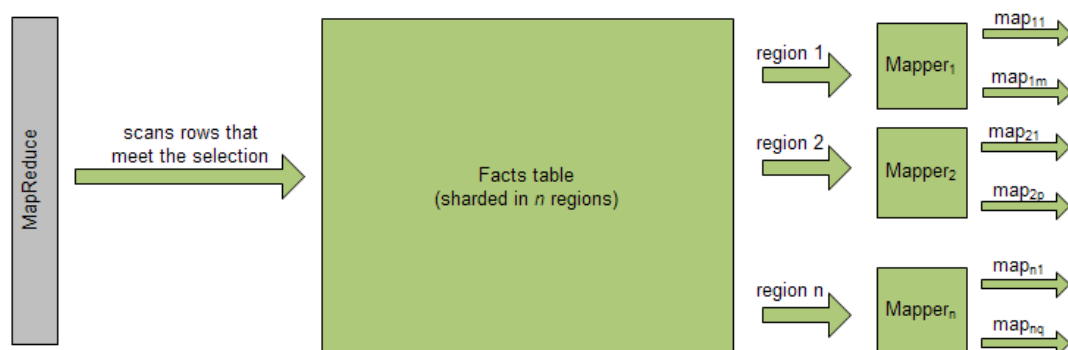 MapReduce
scans rows that
meet the selection
Facts table
(sharded in n regions)
region 1
Mapper₁
map₁₁
map₁ₘ
region 2
Mapper₂
map₂₁
map₂ₚ
region n
Mapperₙ
mapₙ₁
mapₙq